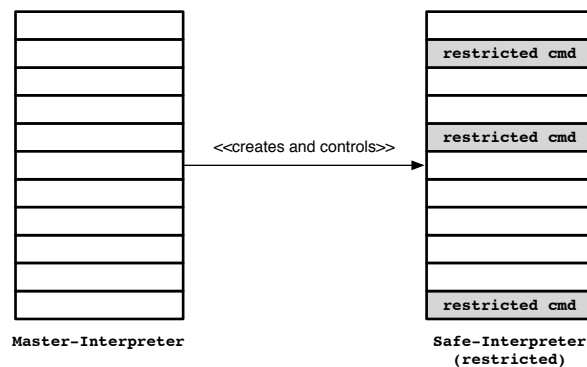 restricted cmd
restricted cmd
<<creates and controls>>
restricted cmd
Master-Interpreter
Safe-Interpreter
(restricted)